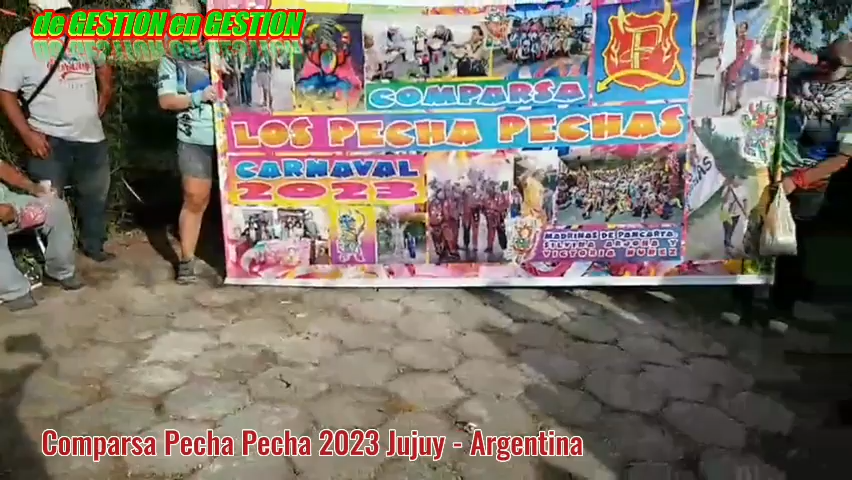 de GESTION en GESTION
COMPARSA
LOS PECHA PECHAS
CARNAVAL
2023
MADRINAS DE PANCARTA
SILVINA ARJONA Y
VICTORIA NUÑEZ
Comparsa Pecha Pecha 2023 Jujuy - Argentina